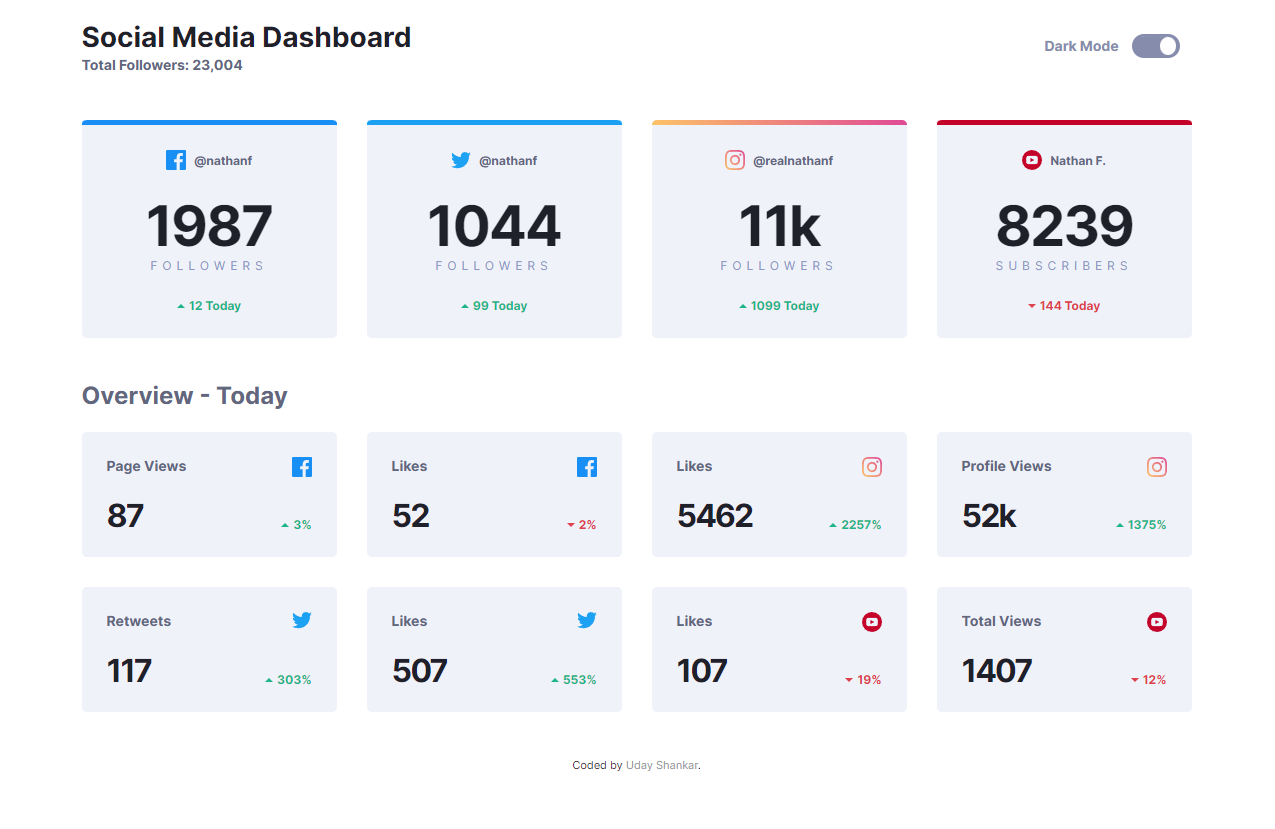 Social Media Dashboard
Total Followers: 23,004
Dark Mode
@nathanf
1987
FOLLOWERS
12 Today
@nathanf
1044
FOLLOWERS
99 Today
@realnathanf
11k
FOLLOWERS
1099 Today
Nathan F.
8239
SUBSCRIBERS
144 Today
Overview - Today
Page Views
87
3%
Likes
52
2%
Likes
5462
2257%
Profile Views
52k
1375%
Retweets
117
303%
Likes
507
553%
Likes
107
19%
Total Views
1407
12%
Coded by Uday Shankar.